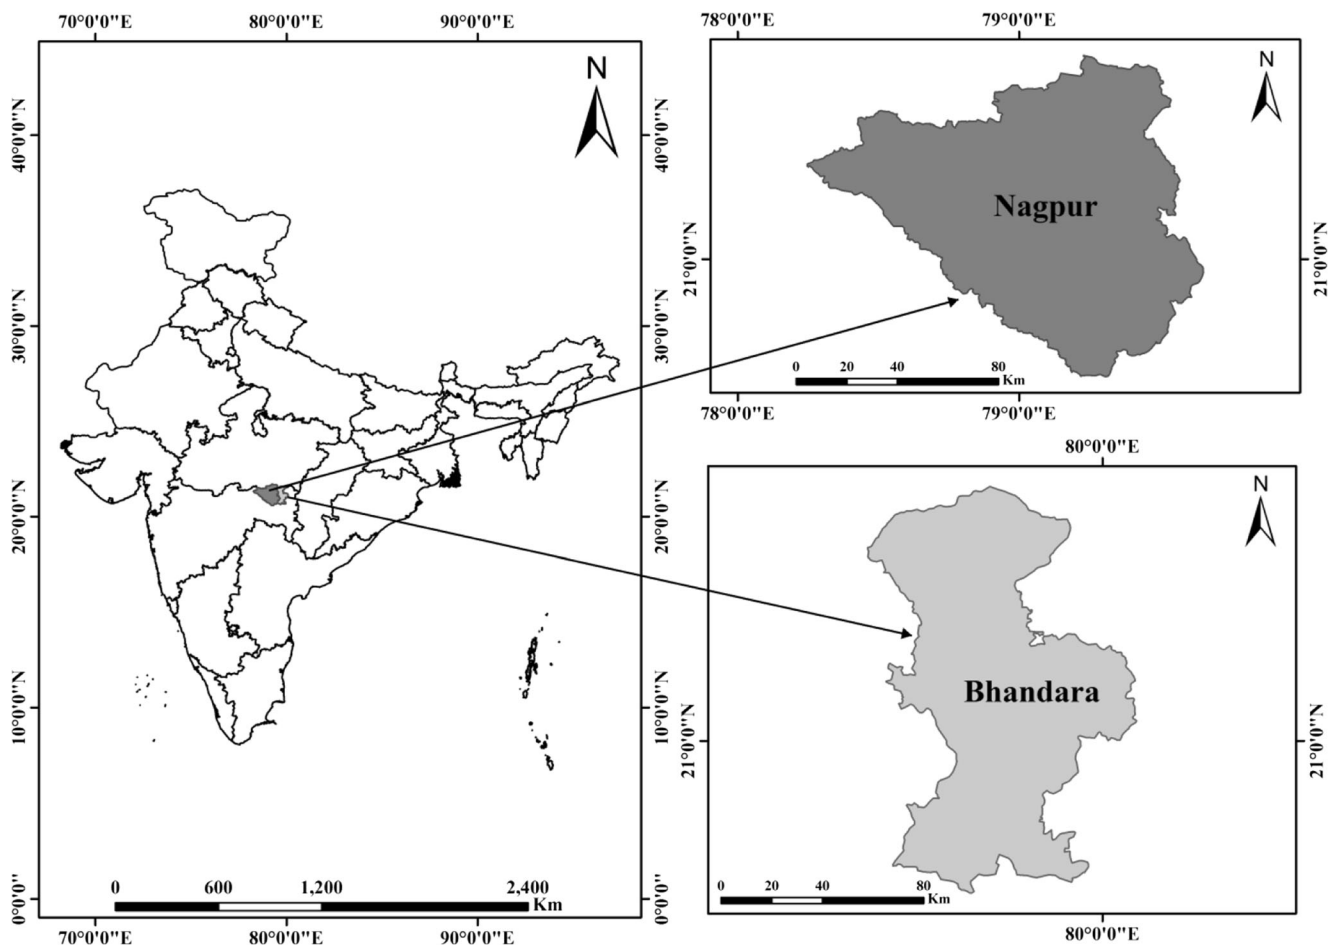 70°0'0"E 80°0'0"E 90°0'0"E
N
40°0'0"N 40°0'0"N
30°0'0"N 30°0'0"N
20°0'0"N 20°0'0"N
10°0'0"N 10°0'0"N
0°0'0" 0°0'0"
0 600 1,200 2,400
Km
70°0'0"E 80°0'0"E 90°0'0"E
78°0'0"E 79°0'0"E
N
Nagpur
21°0'0"N 21°0'0"N
0 20 40 80
Km
78°0'0"E 79°0'0"E
80°0'0"E
N
Bhandara
21°0'0"N 21°0'0"N
0 20 40 80
Km
80°0'0"E